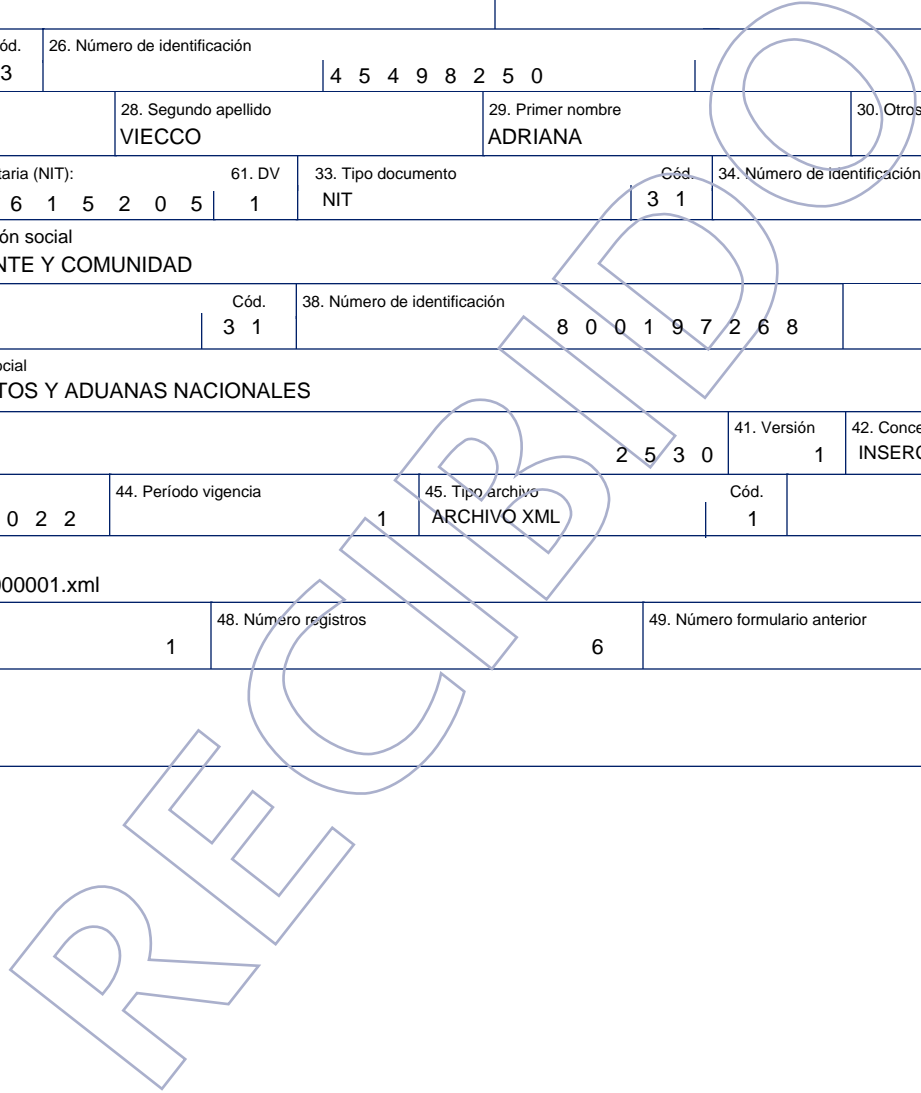 ód. 26. Número de identificación
3 4 5 4 9 8 2 5 0
28. Segundo apellido 29. Primer nombre 30. Otros
VIECCO ADRIANA
taria (NIT): 61. DV 33. Tipo documento Cód. 34. Número de identificación
6 1 5 2 0 5 1 NIT 3 1
ón social
NTE Y COMUNIDAD
Cód. 38. Número de identificación
3 1 8 0 0 1 9 7 2 6 8
ocial
TOS Y ADUANAS NACIONALES
41. Versión 42. Conce
2 5 3 0 1 INSERC
44. Período vigencia 45. Tipo archivo Cód.
0 2 2 1 ARCHIVO XML 1
000001.xml
48. Número registros 49. Número formulario anterior
1 6
RECIBIDO